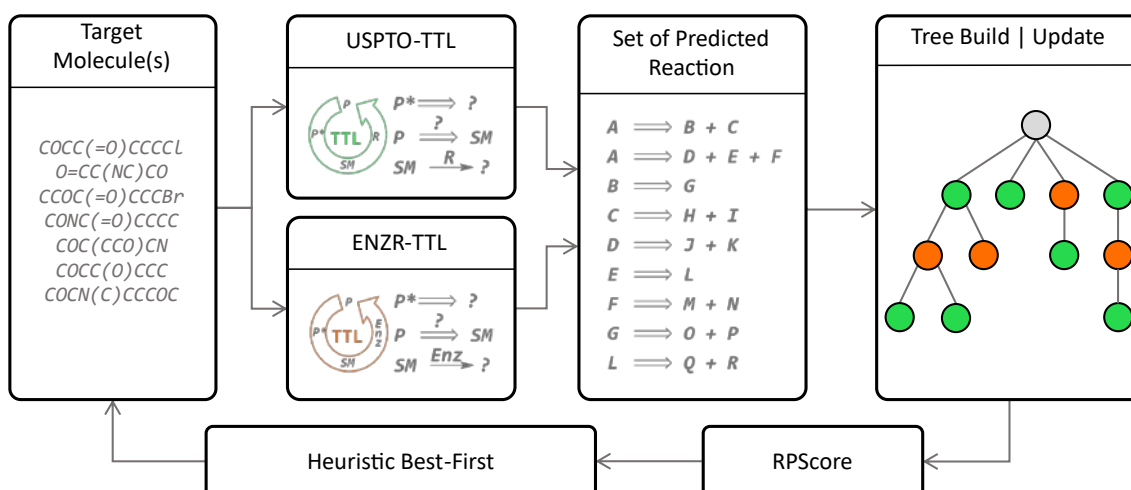 Target
Molecule(s)
COCC(=O)CCCCl
O=CC(NC)CO
CCOC(=O)CCCBr
CONC(=O)CCCC
COC(CCO)CN
COCC(O)CCC
COCN(C)CCCOC
USPTO-TTL
P
P* TTL R
SM
P* ⟹ ?
?
P ⟹ SM
R
SM ⟶ ?
ENZR-TTL
P
P* TTL Enz
SM
P* ⟹ ?
?
P ⟹ SM
Enz
SM ⟶ ?
Set of Predicted
Reaction
A ⟹ B + C
A ⟹ D + E + F
B ⟹ G
C ⟹ H + I
D ⟹ J + K
E ⟹ L
F ⟹ M + N
G ⟹ O + P
L ⟹ Q + R
Tree Build | Update
Heuristic Best-First
RPScore